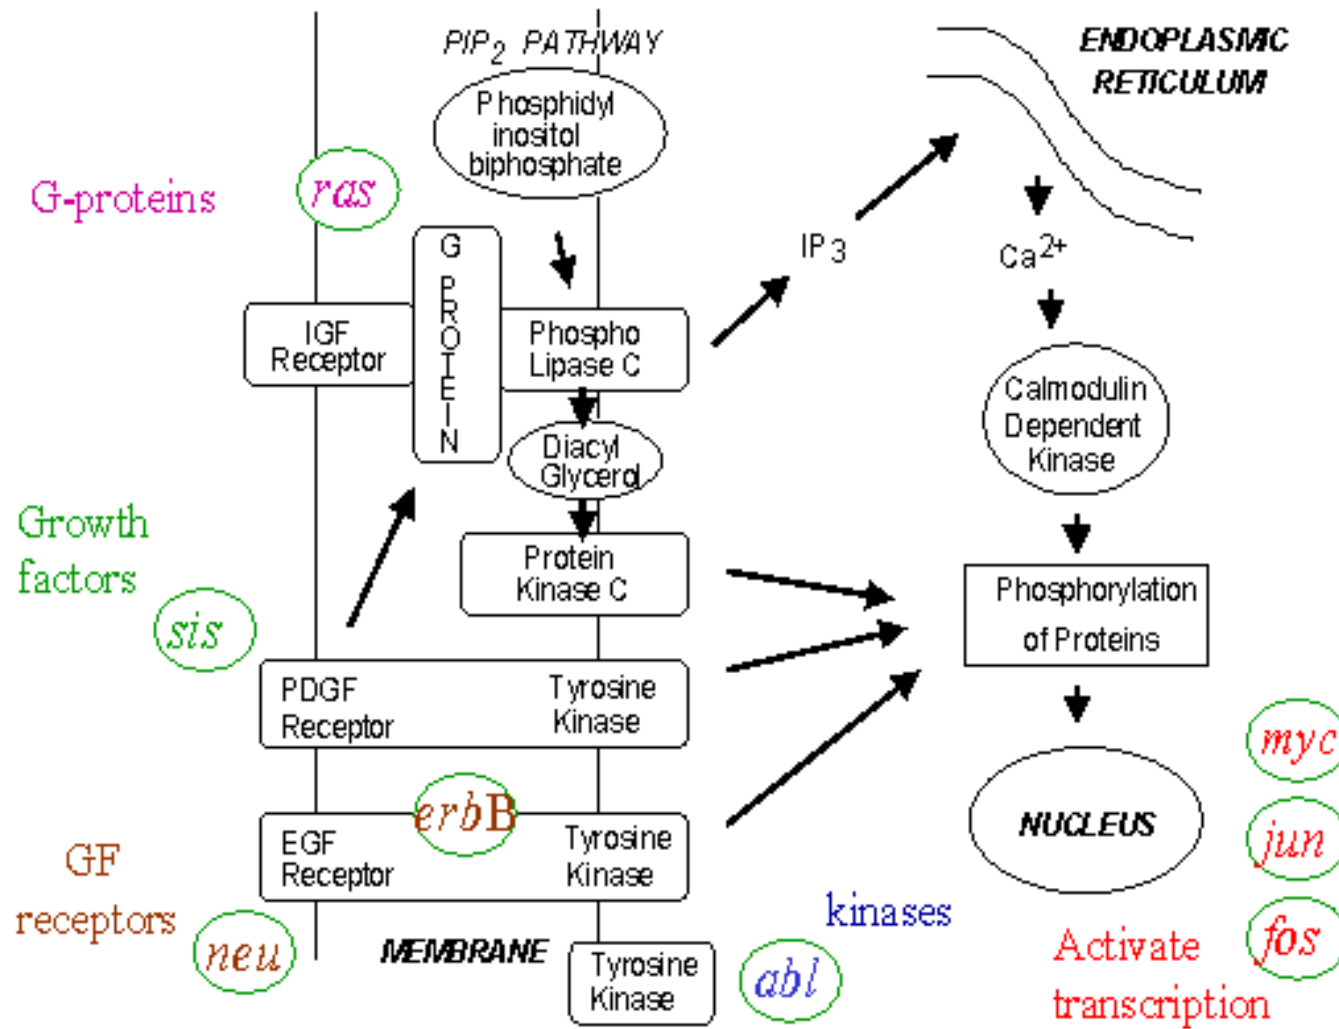 PIP2 PATHWAY
Phosphidyl
inositol
biphosphate
ENDOPLASMIC
RETICULUM
G-proteins
ras
G PROTEIN
IP3
Ca2+
IGF
Receptor
Phospho
Lipase C
Calmodulin
Dependent
Kinase
Diacyl
Glycerol
Growth
factors
sis
Protein
Kinase C
Phosphorylation
of Proteins
PDGF
Receptor
Tyrosine
Kinase
myc
erbB
EGF
Receptor
Tyrosine
Kinase
NUCLEUS
jun
GF
receptors
neu
MEMBRANE
Tyrosine
Kinase
abl
kinases
Activate
transcription
fos